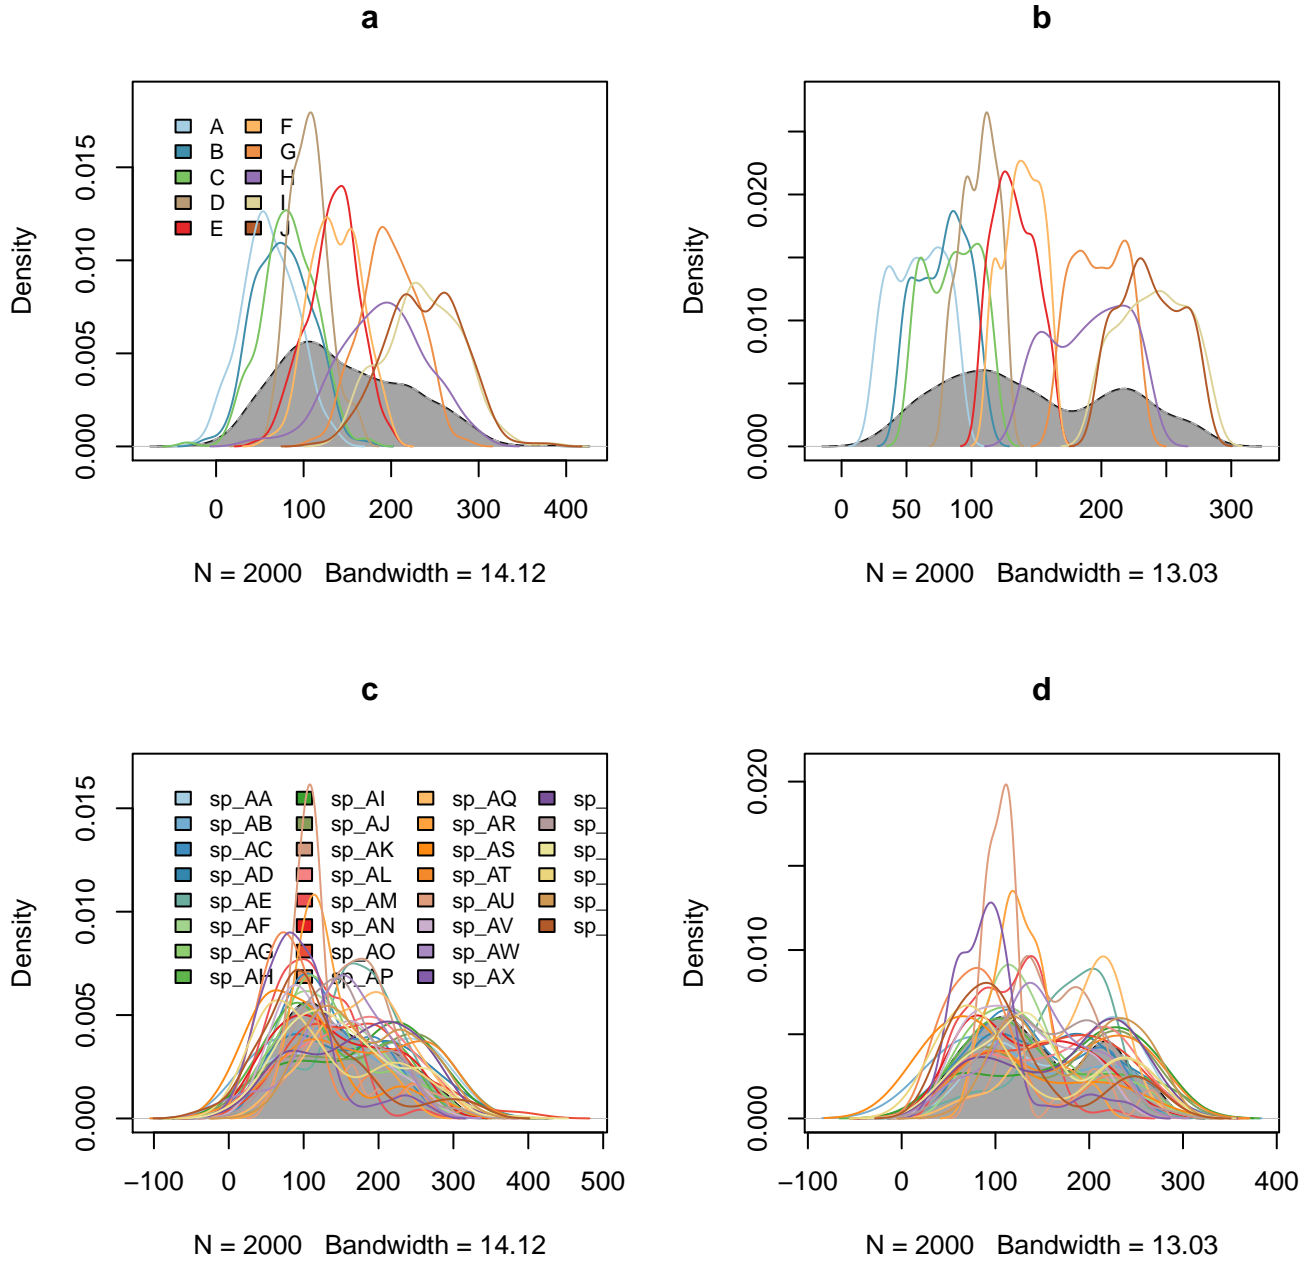 a
Density
0.000 0.005 0.010 0.015
A F
B G
C H
D I
E J
0 100 200 300 400
N = 2000 Bandwidth = 14.12
b
Density
0.000 0.010 0.020
0 50 100 200 300
N = 2000 Bandwidth = 13.03
c
Density
0.000 0.005 0.010 0.015
sp_AA sp_AI sp_AQ sp_
sp_AB sp_AJ sp_AR sp_
sp_AC sp_AK sp_AS sp_
sp_AD sp_AL sp_AT sp_
sp_AE sp_AM sp_AU sp_
sp_AF sp_AN sp_AV sp_
sp_AG sp_AO sp_AW
sp_AH sp_AP sp_AX
−100 0 100 200 300 400 500
N = 2000 Bandwidth = 14.12
d
Density
0.000 0.010 0.020
−100 0 100 200 300 400
N = 2000 Bandwidth = 13.03